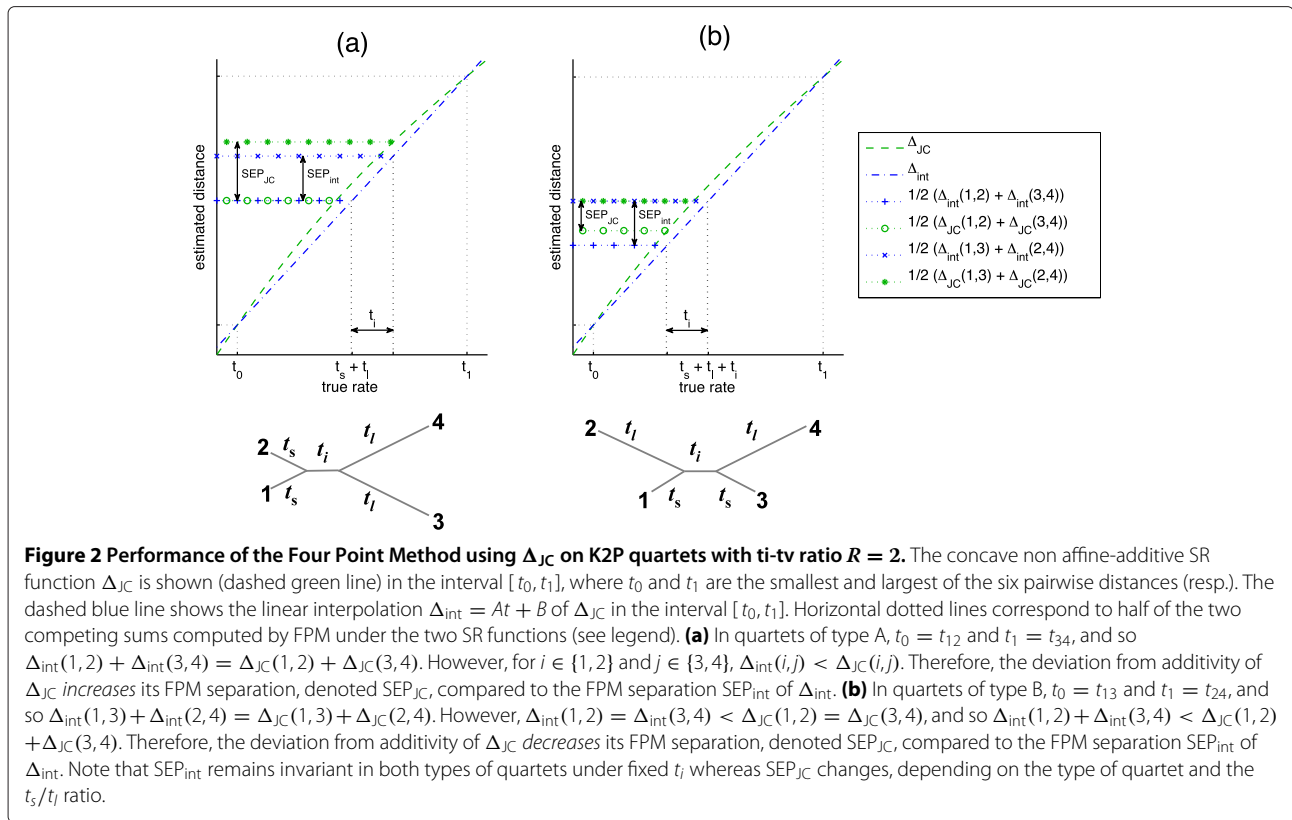 (a)
(b)
estimated distance
SEP_JC
SEP_int
t_i
t_0
t_s + t_l
t_1
true rate
estimated distance
SEP_JC
SEP_int
t_i
t_0
t_s + t_l + t_i
t_1
true rate
Δ_JC
Δ_int
1/2 (Δ_int(1,2) + Δ_int(3,4))
1/2 (Δ_JC(1,2) + Δ_JC(3,4))
1/2 (Δ_int(1,3) + Δ_int(2,4))
1/2 (Δ_JC(1,3) + Δ_JC(2,4))
2 t_s t_i t_l 4
1 t_s t_l 3
2 t_l t_i t_l 4
1 t_s t_s 3
Figure 2 Performance of the Four Point Method using Δ_JC on K2P quartets with ti-tv ratio R = 2. The concave non affine-additive SR
function Δ_JC is shown (dashed green line) in the interval [ t_0, t_1], where t_0 and t_1 are the smallest and largest of the six pairwise distances (resp.). The
dashed blue line shows the linear interpolation Δ_int = At + B of Δ_JC in the interval [ t_0, t_1]. Horizontal dotted lines correspond to half of the two
competing sums computed by FPM under the two SR functions (see legend). (a) In quartets of type A, t_0 = t_12 and t_1 = t_34, and so
Δ_int(1, 2) + Δ_int(3, 4) = Δ_JC(1, 2) + Δ_JC(3, 4). However, for i ∈ {1, 2} and j ∈ {3, 4}, Δ_int(i, j) < Δ_JC(i, j). Therefore, the deviation from additivity of
Δ_JC increases its FPM separation, denoted SEP_JC, compared to the FPM separation SEP_int of Δ_int. (b) In quartets of type B, t_0 = t_13 and t_1 = t_24, and
so Δ_int(1, 3) + Δ_int(2, 4) = Δ_JC(1, 3) + Δ_JC(2, 4). However, Δ_int(1, 2) = Δ_int(3, 4) < Δ_JC(1, 2) = Δ_JC(3, 4), and so Δ_int(1, 2) + Δ_int(3, 4) < Δ_JC(1, 2)
+Δ_JC(3, 4). Therefore, the deviation from additivity of Δ_JC decreases its FPM separation, denoted SEP_JC, compared to the FPM separation SEP_int of
Δ_int. Note that SEP_int remains invariant in both types of quartets under fixed t_i whereas SEP_JC changes, depending on the type of quartet and the
t_s/t_l ratio.